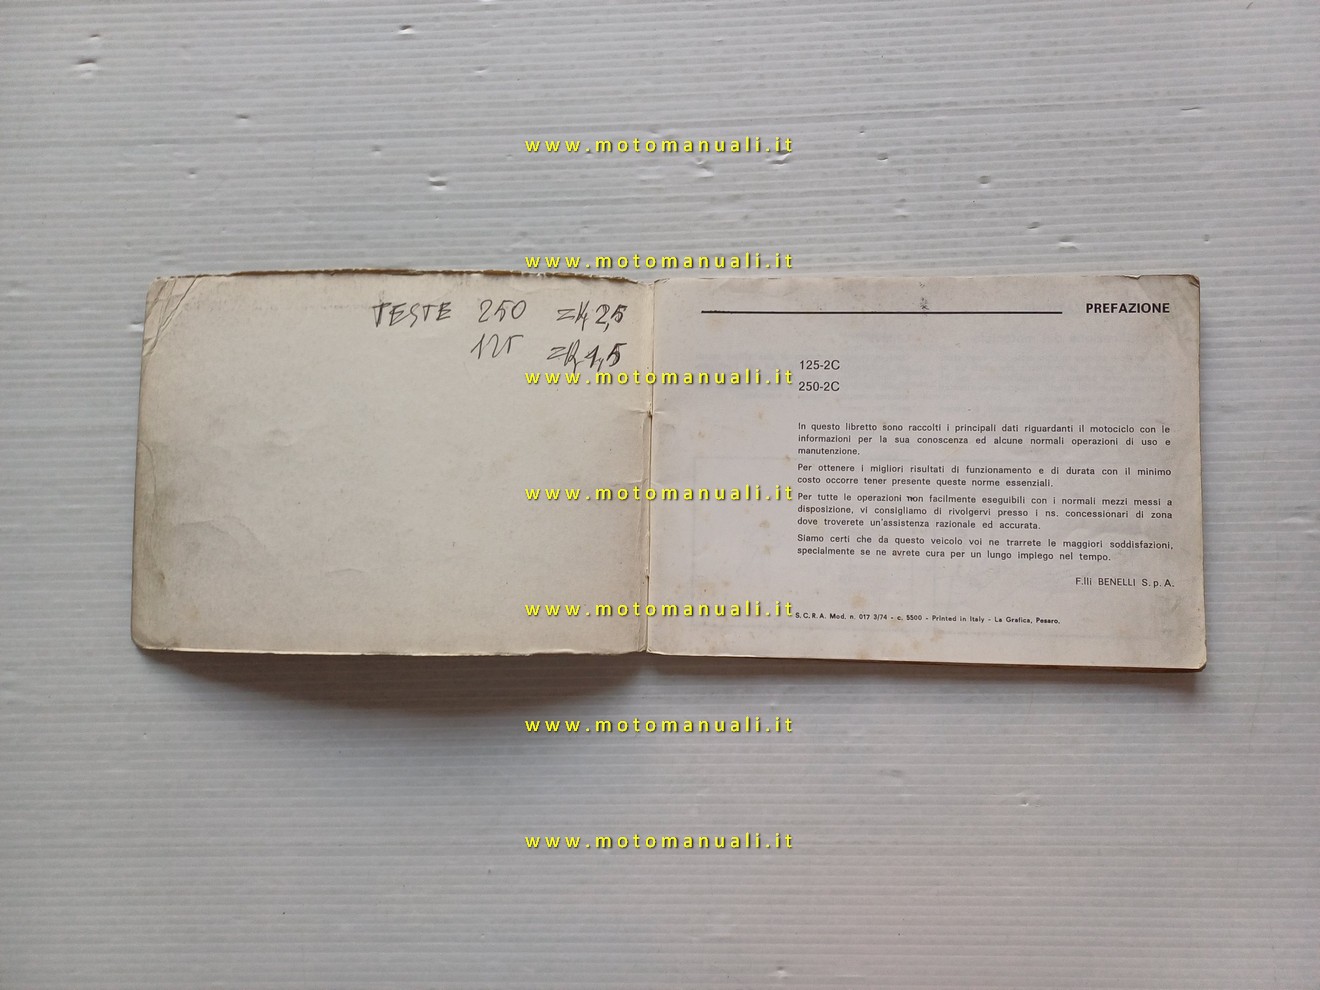 www.motomanuali.it
www.motomanuali.it
TESTE 250 = 2,5
125 = 1,5
PREFAZIONE
125-2C
www.motomanuali.it
250-2C
In questo libretto sono raccolti i principali dati riguardanti il motociclo con le
informazioni per la sua conoscenza ed alcune normali operazioni di uso e
manutenzione.
Per ottenere i migliori risultati di funzionamento e di durata con il minimo
costo occorre tener presente queste norme essenziali.
www.motomanuali.it
Per tutte le operazioni non facilmente eseguibili con i normali mezzi messi a
disposizione, vi consigliamo di rivolgervi presso i ns. concessionari di zona
dove troverete un'assistenza razionale ed accurata.
Siamo certi che da questo veicolo voi ne trarrete le maggiori soddisfazioni,
specialmente se ne avrete cura per un lungo impiego nel tempo.
F.lli BENELLI S.p.A.
www.motomanuali.it
S.C.R.A. Mod. n. 017 3/74 - c. 5500 - Printed in Italy - La Grafica, Pesaro.
www.motomanuali.it
www.motomanuali.it